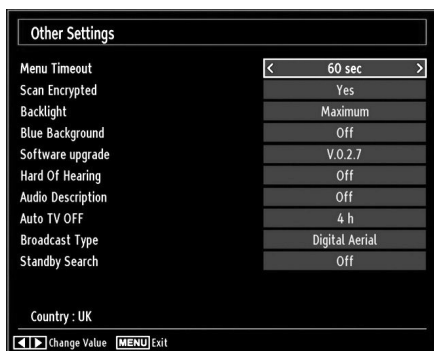 Other Settings
Menu Timeout < 60 sec >
Scan Encrypted Yes
Backlight Maximum
Blue Background Off
Software upgrade V.0.2.7
Hard Of Hearing Off
Audio Description Off
Auto TV OFF 4 h
Broadcast Type Digital Aerial
Standby Search Off
Country : UK
Change Value MENU Exit